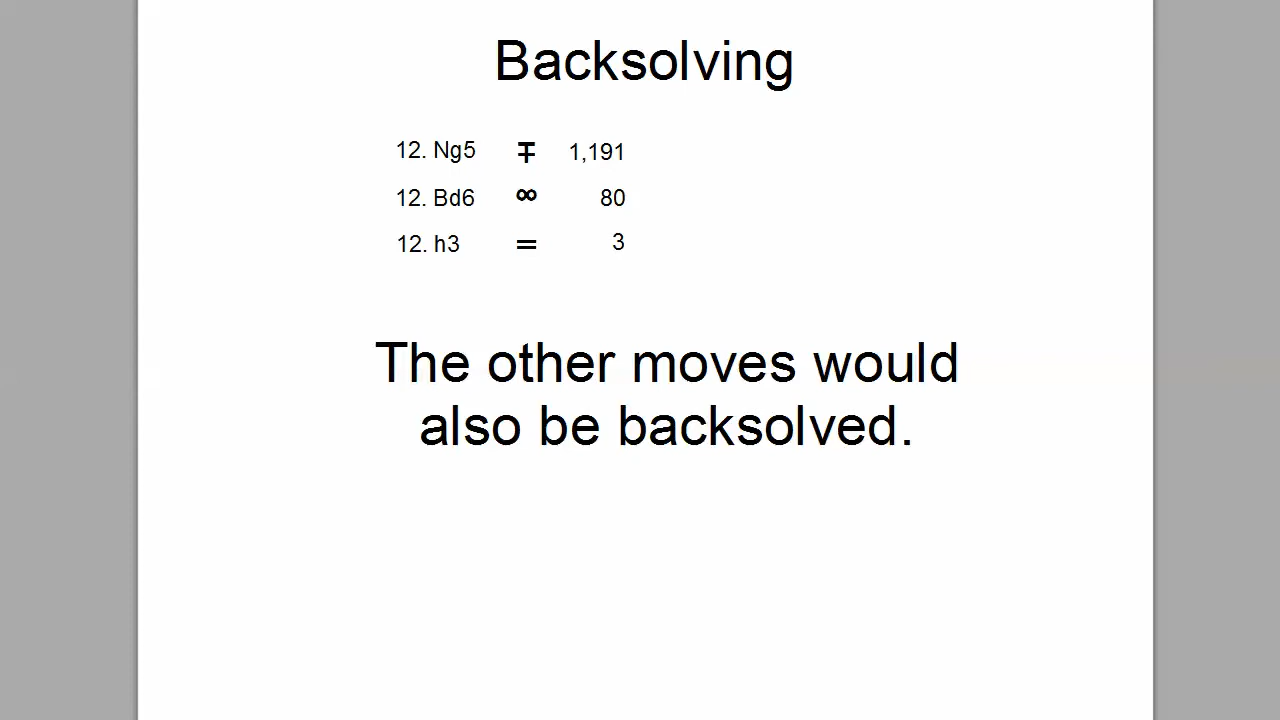 Backsolving
12. Ng5 ∓ 1,191
12. Bd6 ∞ 80
12. h3 = 3
The other moves would
also be backsolved.